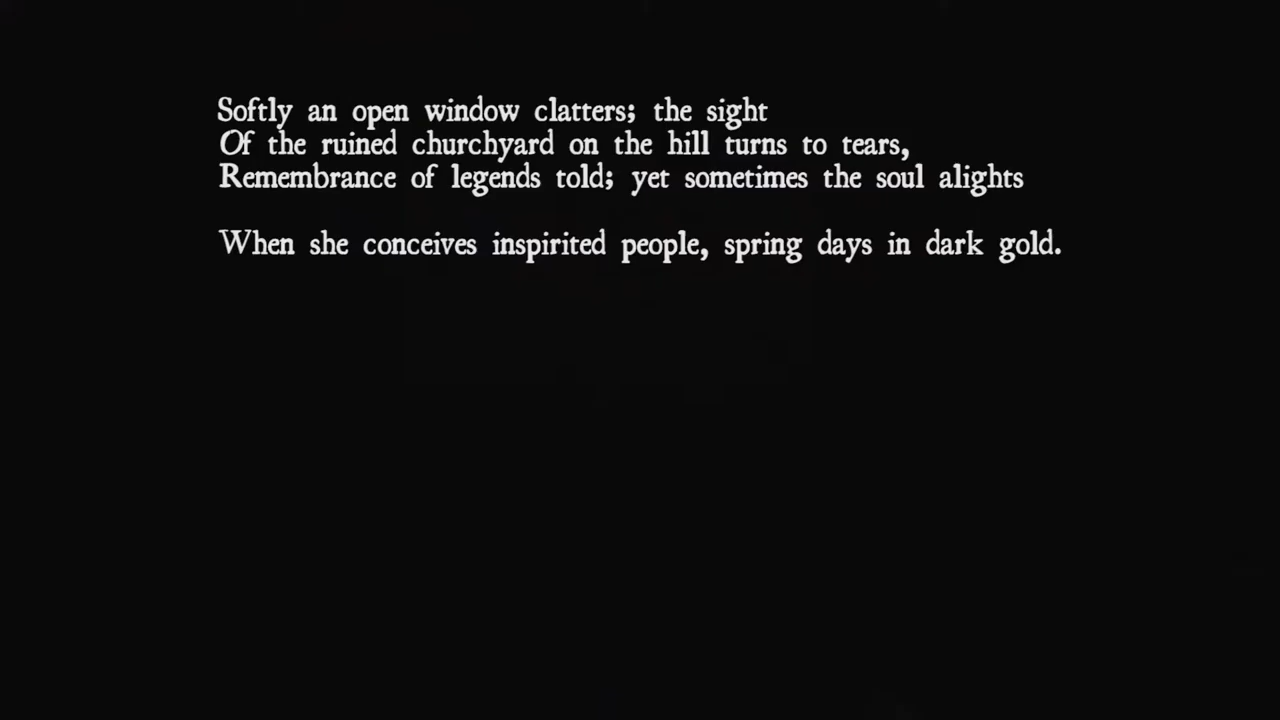 Softly an open window clatters; the sight
Of the ruined churchyard on the hill turns to tears,
Remembrance of legends told; yet sometimes the soul alights
When she conceives inspirited people, spring days in dark gold.